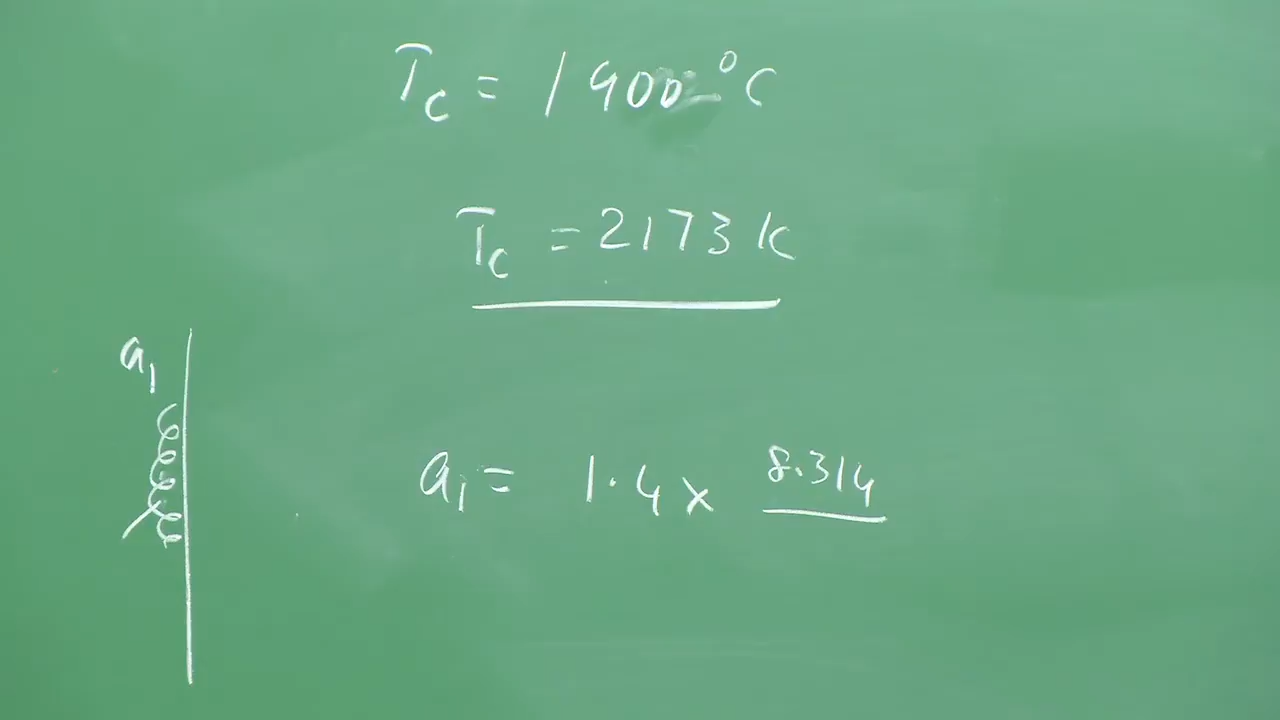 Tc = 1900 °C
Tc = 2173 K
a1
a1 = 1.4 × 8.314